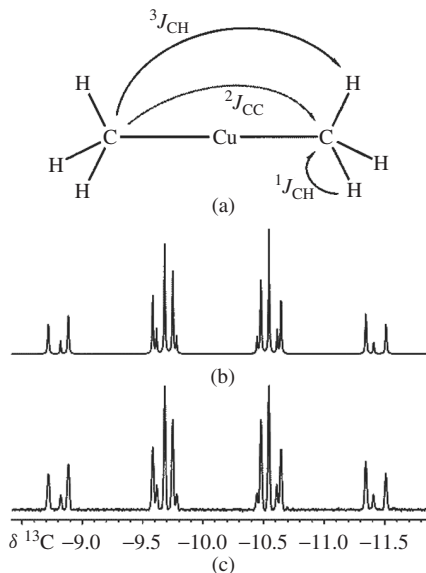 ³J_CH
H H
²J_CC
C Cu C
H H
H ¹J_CH H
(a)
(b)
δ ¹³C −9.0 −9.5 −10.0 −10.5 −11.0 −11.5
(c)